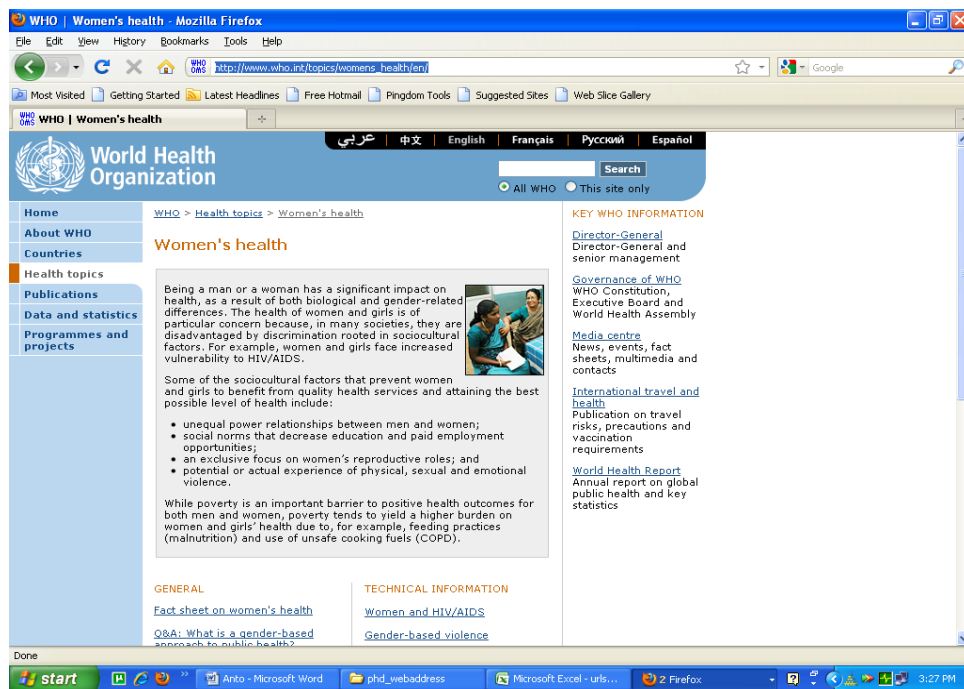 WHO | Women's health - Mozilla Firefox
File Edit View History Bookmarks Tools Help
WHO OMS http://www.who.int/topics/womens_health/en/ Google
Most Visited Getting Started Latest Headlines Free Hotmail Pingdom Tools Suggested Sites Web Slice Gallery
WHO OMS WHO | Women's health
عربي | 中文 | English | Français | Русский | Español
World Health
Organization
Search
All WHO This site only
Home
About WHO
Countries
Health topics
Publications
Data and statistics
Programmes and
projects
WHO > Health topics > Women's health
Women's health
Being a man or a woman has a significant impact on
health, as a result of both biological and gender-related
differences. The health of women and girls is of
particular concern because, in many societies, they are
disadvantaged by discrimination rooted in sociocultural
factors. For example, women and girls face increased
vulnerability to HIV/AIDS.
Some of the sociocultural factors that prevent women
and girls to benefit from quality health services and attaining the best
possible level of health include:
• unequal power relationships between men and women;
• social norms that decrease education and paid employment
opportunities;
• an exclusive focus on women's reproductive roles; and
• potential or actual experience of physical, sexual and emotional
violence.
While poverty is an important barrier to positive health outcomes for
both men and women, poverty tends to yield a higher burden on
women and girls' health due to, for example, feeding practices
(malnutrition) and use of unsafe cooking fuels (COPD).
GENERAL
Fact sheet on women's health
Q&A: What is a gender-based
approach to public health?
TECHNICAL INFORMATION
Women and HIV/AIDS
Gender-based violence
KEY WHO INFORMATION
Director-General
Director-General and
senior management
Governance of WHO
WHO Constitution,
Executive Board and
World Health Assembly
Media centre
News, events, fact
sheets, multimedia and
contacts
International travel and
health
Publication on travel
risks, precautions and
vaccination
requirements
World Health Report
Annual report on global
public health and key
statistics
Done
start Anto - Microsoft Word phd_webaddress Microsoft Excel - urls... 2 Firefox 3:27 PM